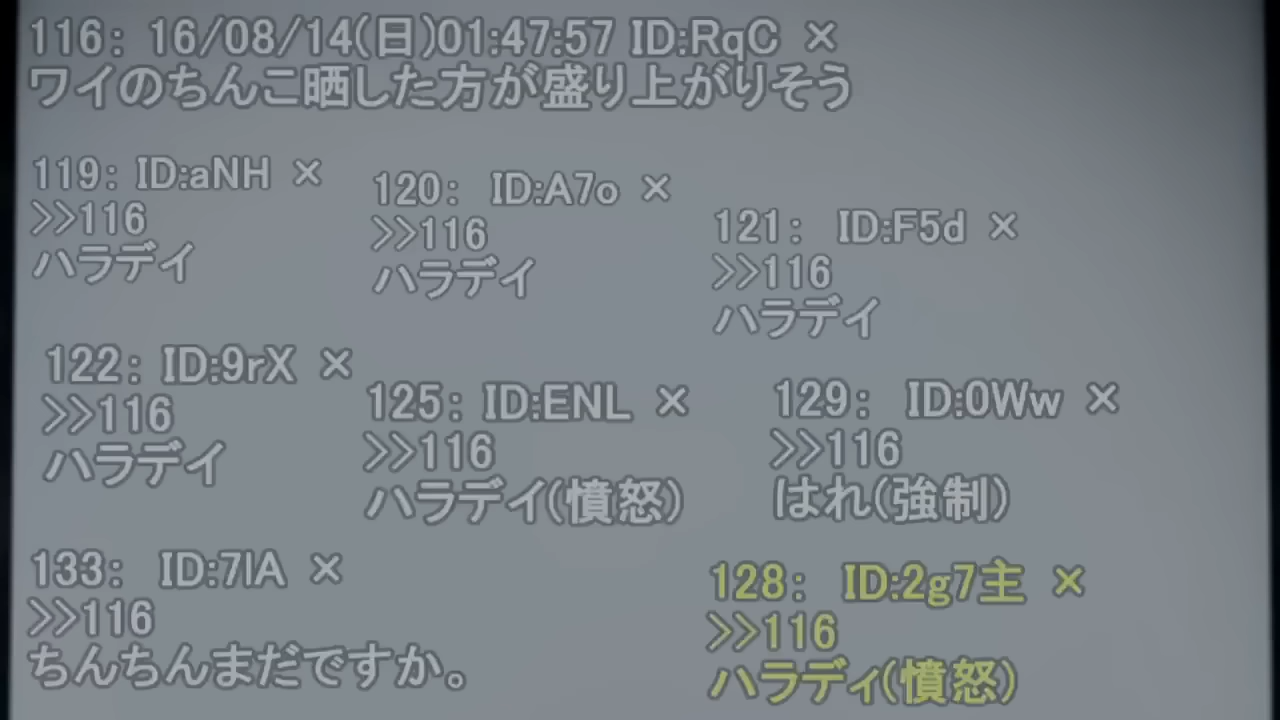 116: 16/08/14(日)01:47:57 ID:RqC ×
ワイのちんこ晒した方が盛り上がりそう
119: ID:aNH ×
>>116
ハラデイ
120: ID:A7o ×
>>116
ハラデイ
121: ID:F5d ×
>>116
ハラデイ
122: ID:9rX ×
>>116
ハラデイ
125: ID:ENL ×
>>116
ハラデイ(憤怒)
129: ID:0Ww ×
>>116
はれ(強制)
133: ID:7lA ×
>>116
ちんちんまだですか。
128: ID:2g7主 ×
>>116
ハラディ(憤怒)